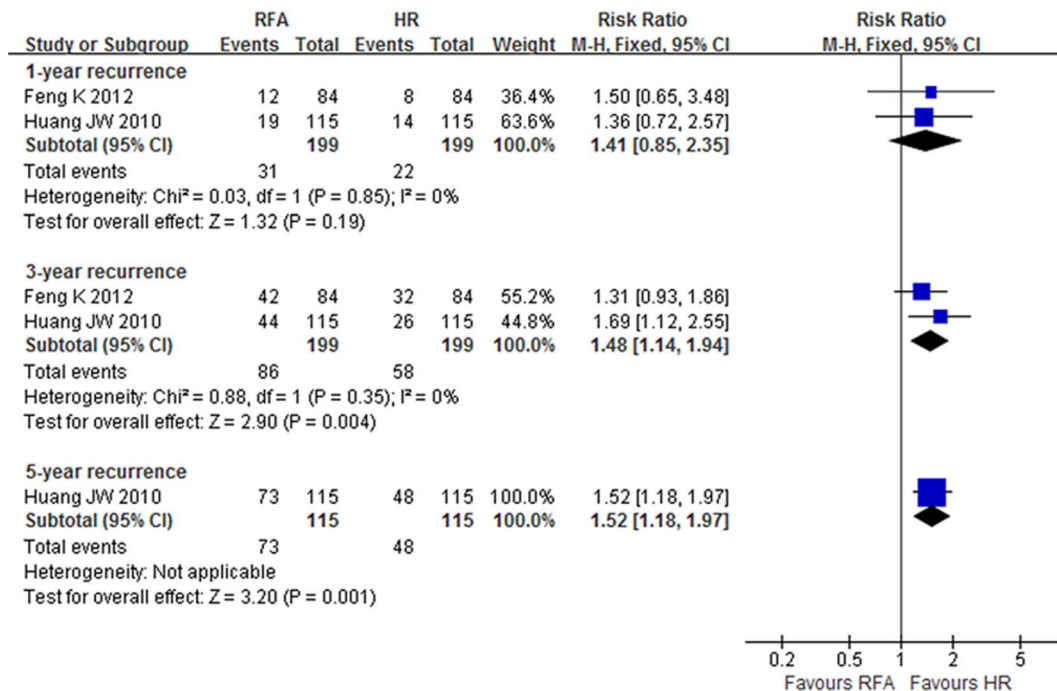 RFA HR Risk Ratio Risk Ratio
Study or Subgroup Events Total Events Total Weight M-H, Fixed, 95% CI M-H, Fixed, 95% CI
1-year recurrence
Feng K 2012 12 84 8 84 36.4% 1.50 [0.65, 3.48]
Huang JW 2010 19 115 14 115 63.6% 1.36 [0.72, 2.57]
Subtotal (95% CI) 199 199 100.0% 1.41 [0.85, 2.35]
Total events 31 22
Heterogeneity: Chi² = 0.03, df = 1 (P = 0.85); I² = 0%
Test for overall effect: Z = 1.32 (P = 0.19)
3-year recurrence
Feng K 2012 42 84 32 84 55.2% 1.31 [0.93, 1.86]
Huang JW 2010 44 115 26 115 44.8% 1.69 [1.12, 2.55]
Subtotal (95% CI) 199 199 100.0% 1.48 [1.14, 1.94]
Total events 86 58
Heterogeneity: Chi² = 0.88, df = 1 (P = 0.35); I² = 0%
Test for overall effect: Z = 2.90 (P = 0.004)
5-year recurrence
Huang JW 2010 73 115 48 115 100.0% 1.52 [1.18, 1.97]
Subtotal (95% CI) 115 115 100.0% 1.52 [1.18, 1.97]
Total events 73 48
Heterogeneity: Not applicable
Test for overall effect: Z = 3.20 (P = 0.001)
0.2 0.5 1 2 5
Favours RFA Favours HR